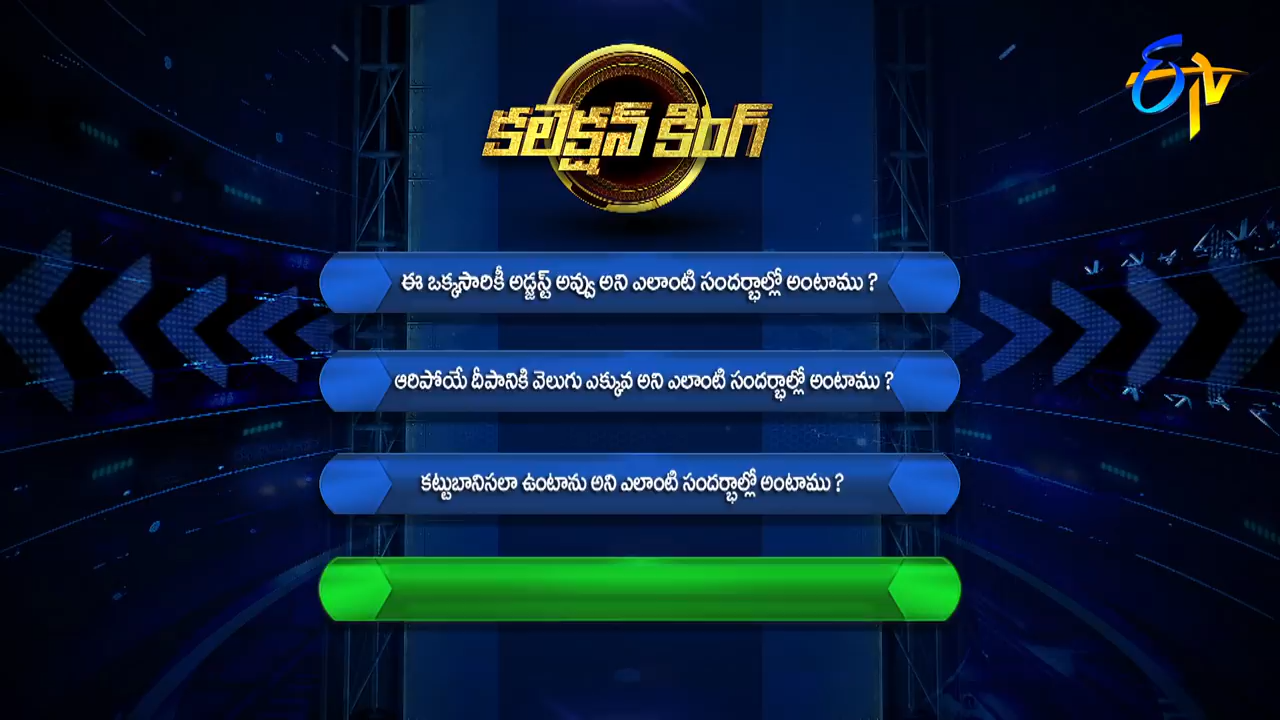 ETV
కలెక్షన్ కింగ్
ఈ ఒక్కసారికీ అడ్జస్ట్ అవ్వు అని ఎలాంటి సందర్భాల్లో అంటాము ?
ఆరిపోయే దీపానికి వెలుగు ఎక్కువ అని ఎలాంటి సందర్భాల్లో అంటాము ?
కట్టుబానిసలా ఉంటాను అని ఎలాంటి సందర్భాల్లో అంటాము ?